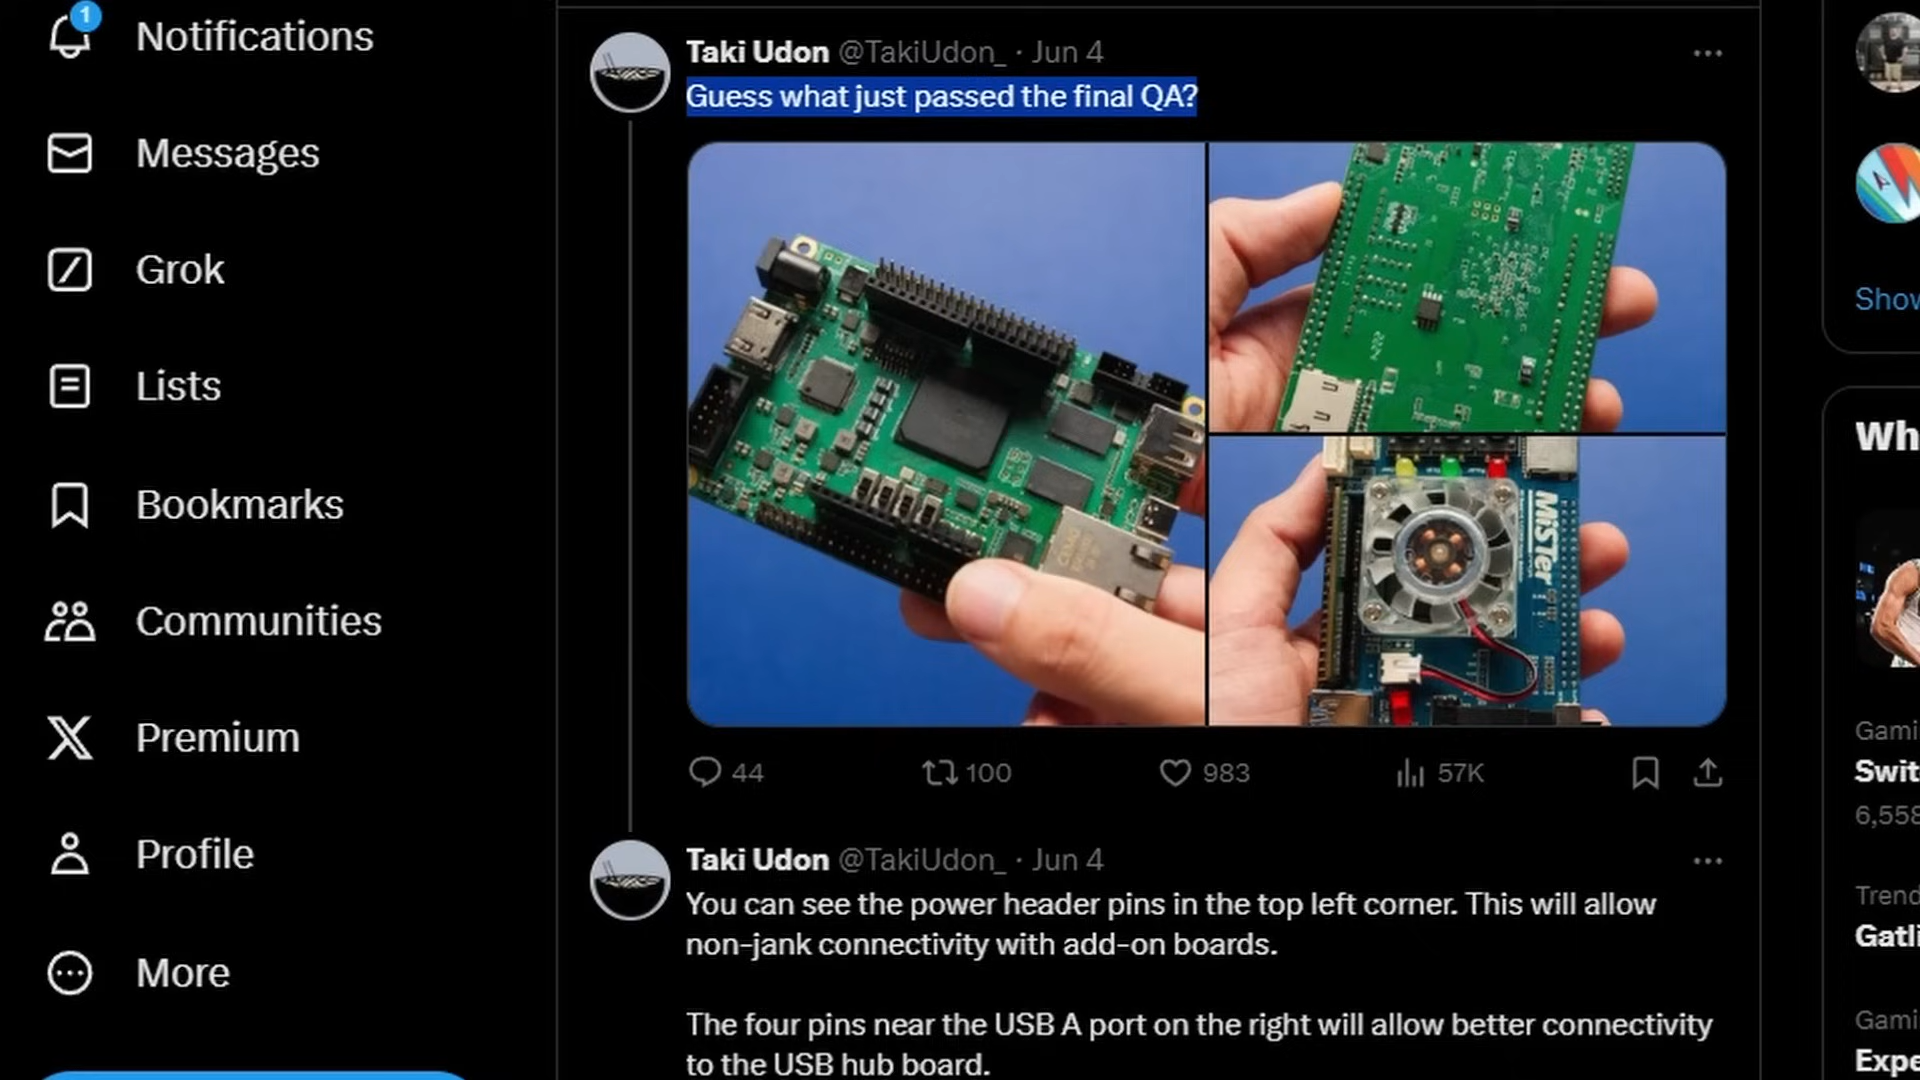 1
Notifications
Messages
Grok
Lists
Bookmarks
Communities
Premium
Profile
More
Taki Udon @TakiUdon_ · Jun 4
Guess what just passed the final QA?
MiSTer
44
100
983
57K
Taki Udon @TakiUdon_ · Jun 4
You can see the power header pins in the top left corner. This will allow
non-jank connectivity with add-on boards.
The four pins near the USB A port on the right will allow better connectivity
to the USB hub board.
Show
Wh
Gami
Swit
6,558
Trend
Gatli
Gami
Expe